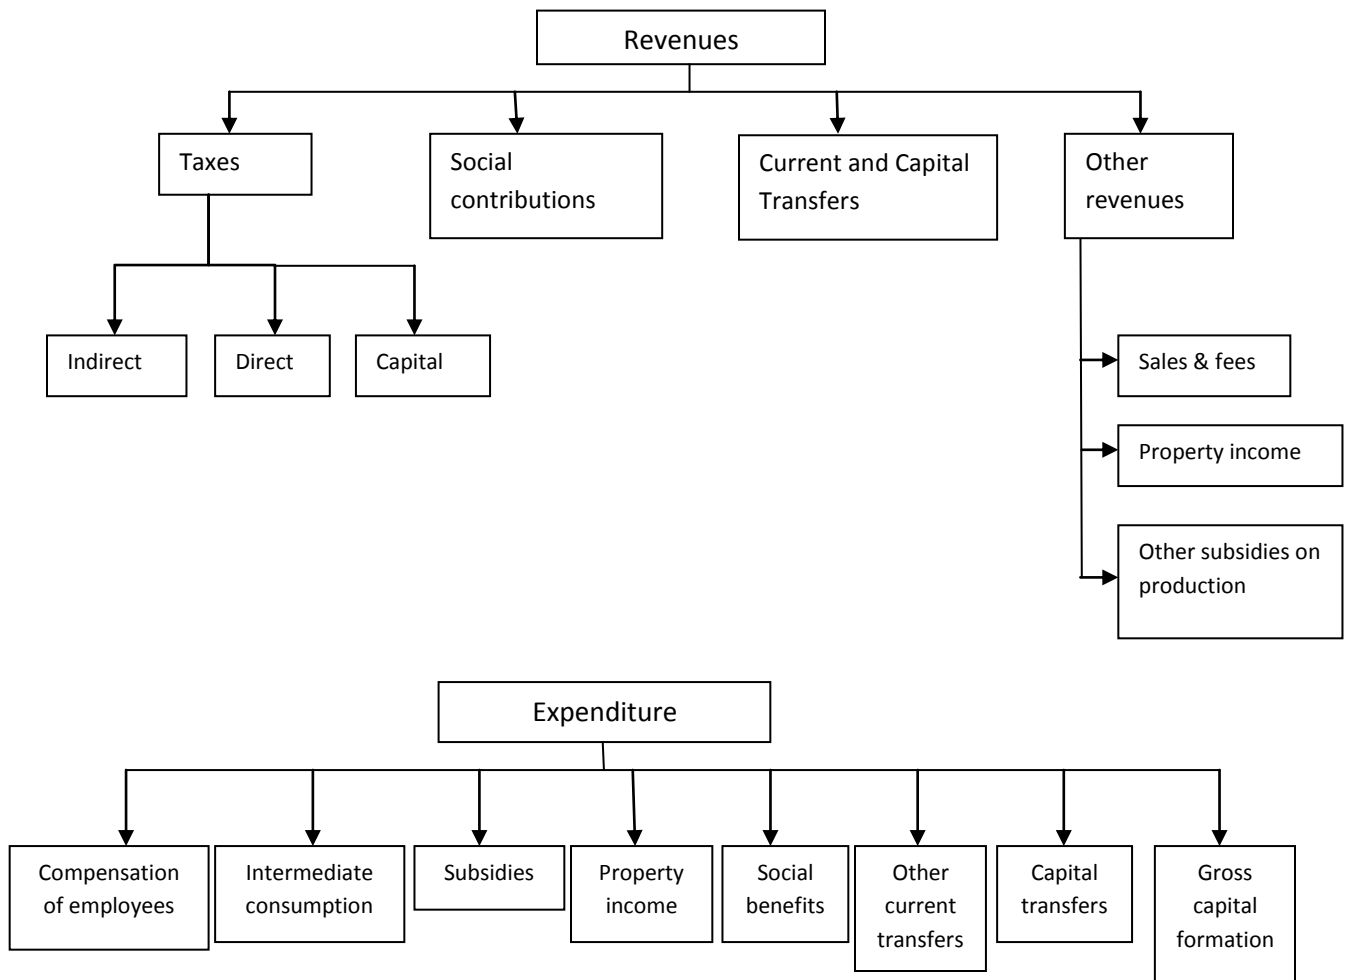 Revenues
Taxes
Social
contributions
Current and Capital
Transfers
Other
revenues
Indirect
Direct
Capital
Sales & fees
Property income
Other subsidies on
production
Expenditure
Compensation
of employees
Intermediate
consumption
Subsidies
Property
income
Social
benefits
Other
current
transfers
Capital
transfers
Gross
capital
formation